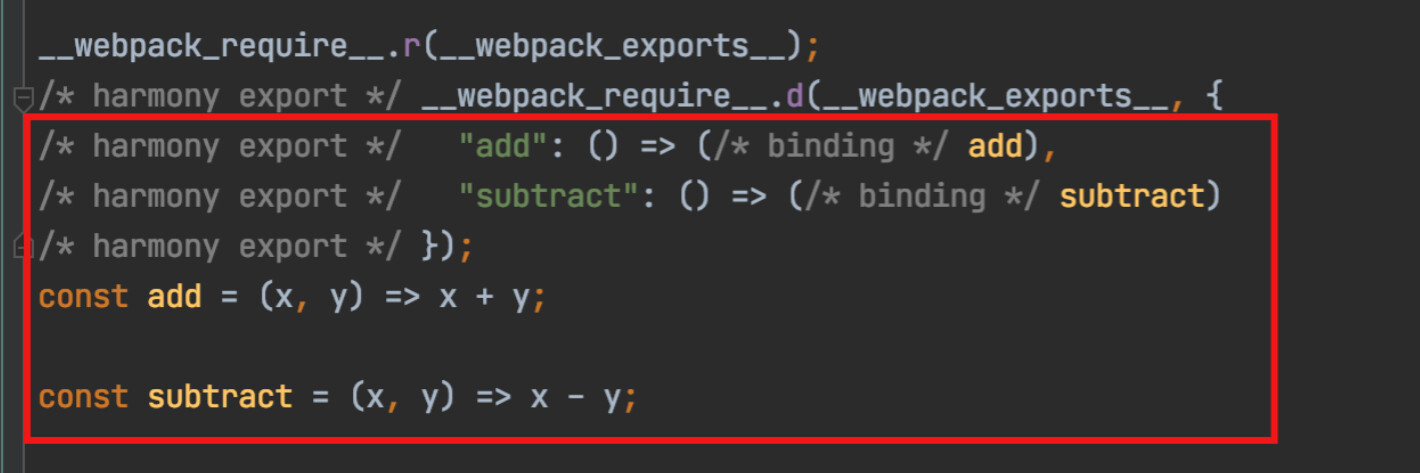 __webpack_require__.r(__webpack_exports__);
/* harmony export */ __webpack_require__.d(__webpack_exports__, {
/* harmony export */   "add": () => (/* binding */ add),
/* harmony export */   "subtract": () => (/* binding */ subtract)
/* harmony export */ });
const add = (x, y) => x + y;
const subtract = (x, y) => x - y;